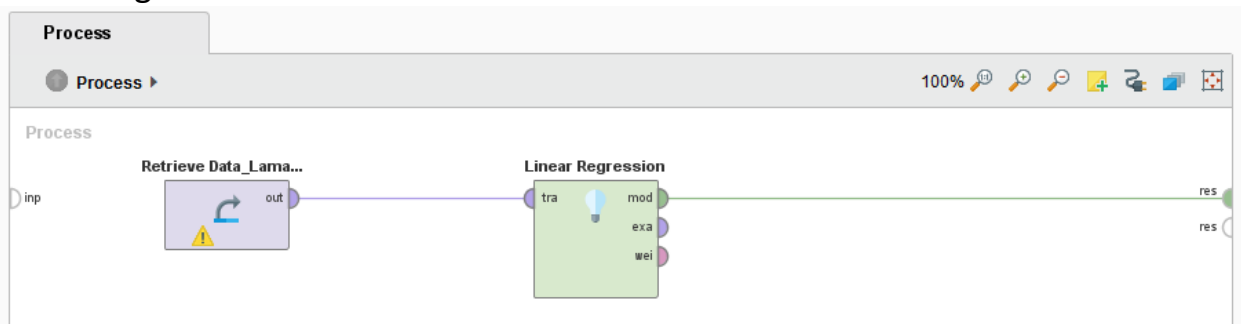 Process
Process
100%
Process
Retrieve Data_Lama...
Linear Regression
inp
out
tra
mod
res
exa
res
wei